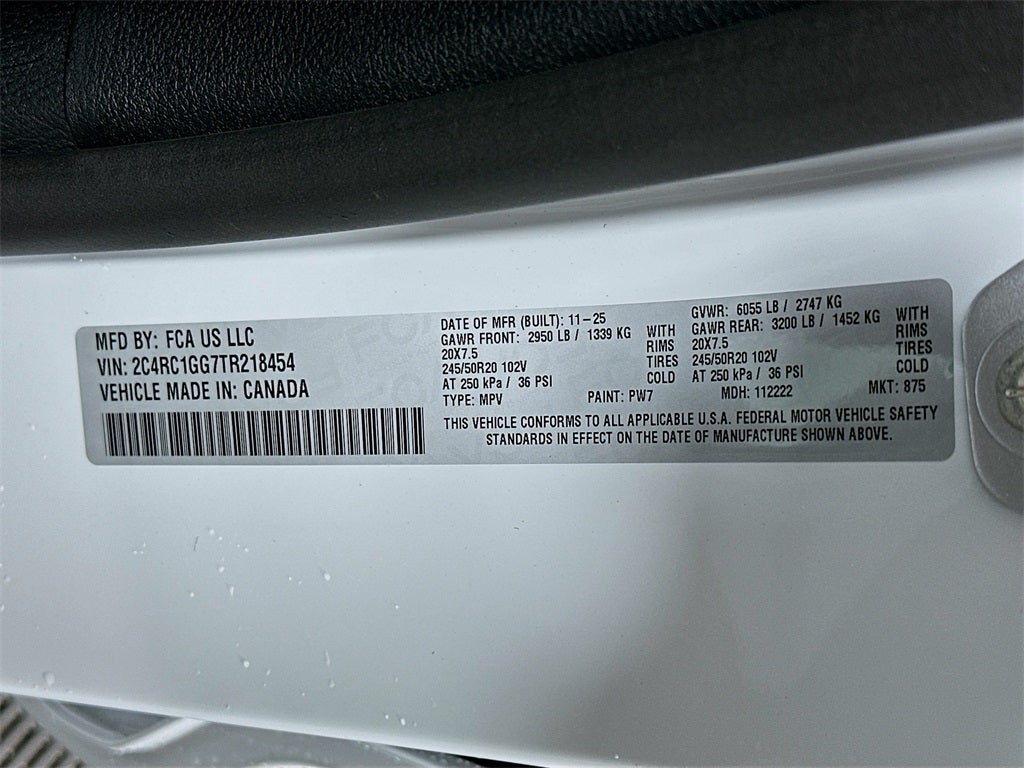 MFD BY: FCA US LLC
VIN: 2C4RC1GG7TR218454
VEHICLE MADE IN: CANADA
DATE OF MFR (BUILT): 11-25
GAWR FRONT: 2950 LB / 1339 KG WITH
20X7.5 RIMS
245/50R20 102V TIRES
AT 250 kPa / 36 PSI COLD
TYPE: MPV PAINT: PW7
GVWR: 6055 LB / 2747 KG
GAWR REAR: 3200 LB / 1452 KG WITH
20X7.5 RIMS
245/50R20 102V TIRES
AT 250 kPa / 36 PSI COLD
MDH: 112222 MKT: 875
THIS VEHICLE CONFORMS TO ALL APPLICABLE U.S.A. FEDERAL MOTOR VEHICLE SAFETY
STANDARDS IN EFFECT ON THE DATE OF MANUFACTURE SHOWN ABOVE.